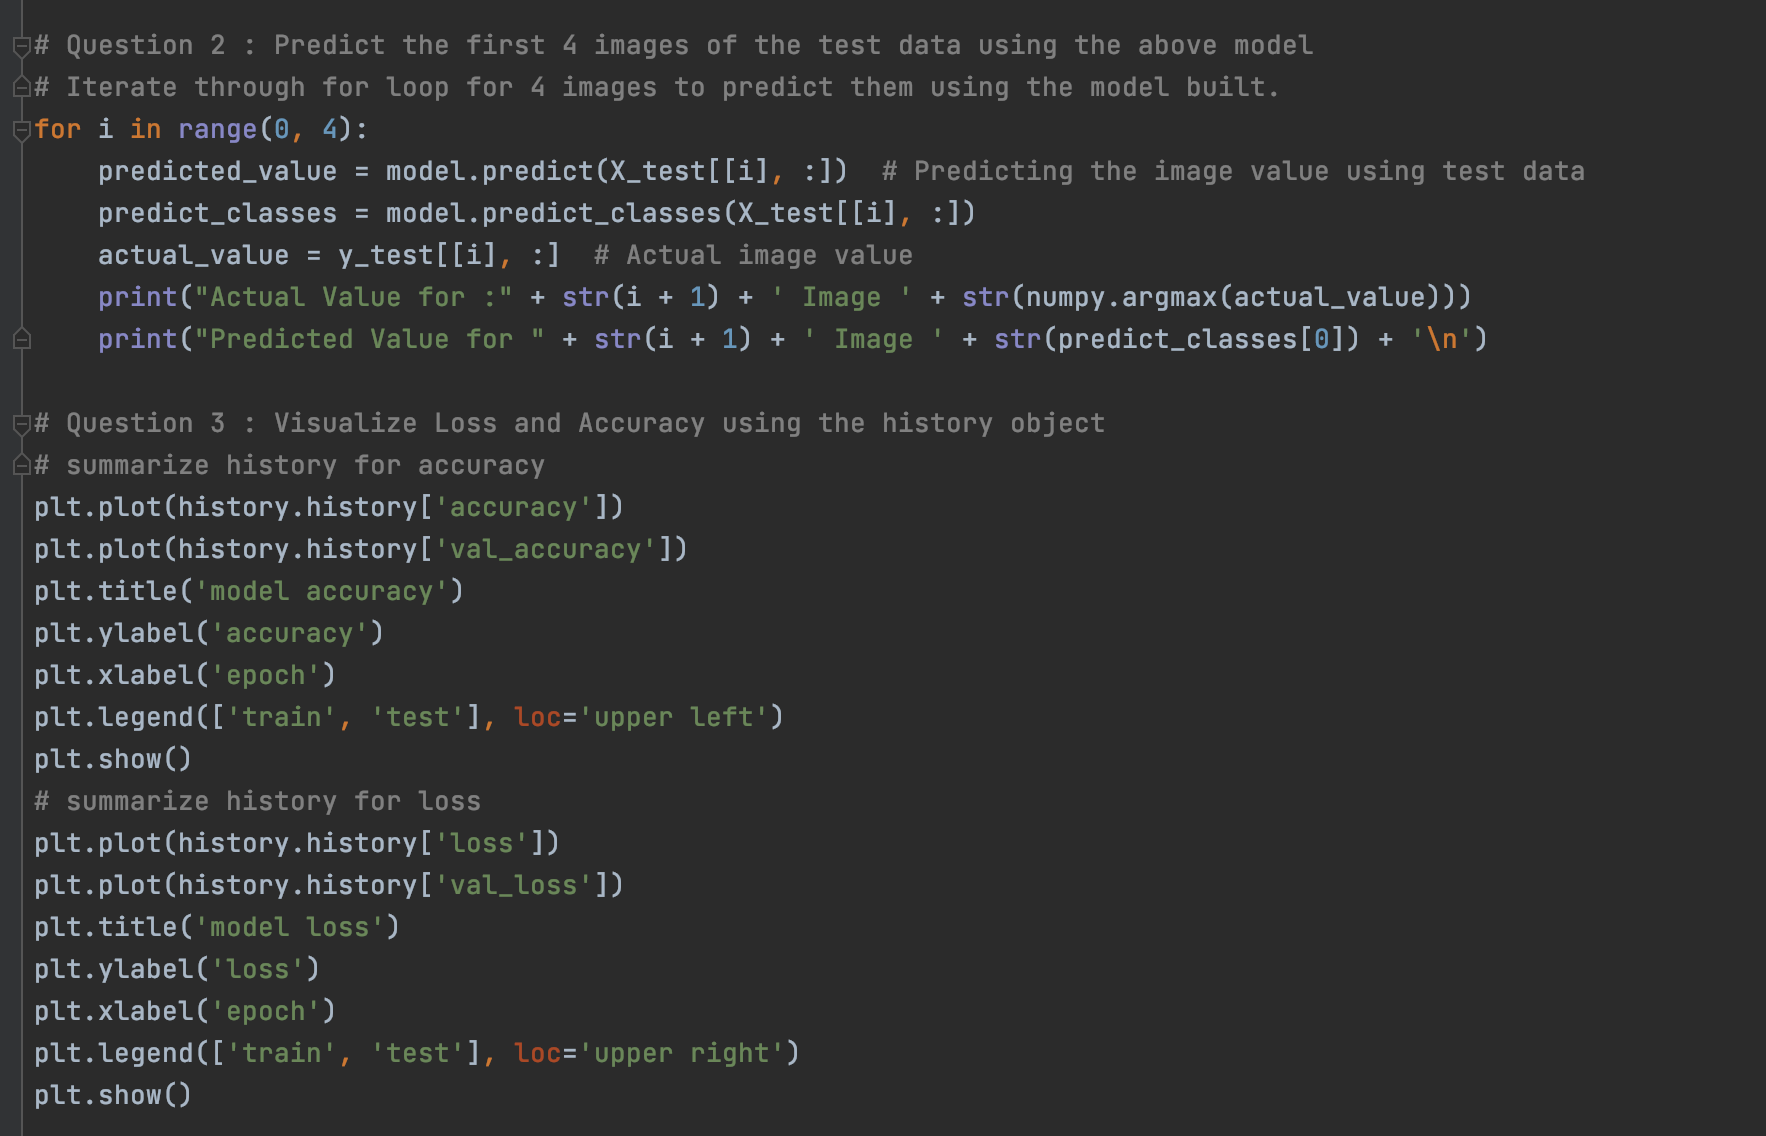 # Question 2 : Predict the first 4 images of the test data using the above model
# Iterate through for loop for 4 images to predict them using the model built.
for i in range(0, 4):
    predicted_value = model.predict(X_test[[i], :])  # Predicting the image value using test data
    predict_classes = model.predict_classes(X_test[[i], :])
    actual_value = y_test[[i], :]  # Actual image value
    print("Actual Value for :" + str(i + 1) + ' Image ' + str(numpy.argmax(actual_value)))
    print("Predicted Value for " + str(i + 1) + ' Image ' + str(predict_classes[0]) + '\n')

# Question 3 : Visualize Loss and Accuracy using the history object
# summarize history for accuracy
plt.plot(history.history['accuracy'])
plt.plot(history.history['val_accuracy'])
plt.title('model accuracy')
plt.ylabel('accuracy')
plt.xlabel('epoch')
plt.legend(['train', 'test'], loc='upper left')
plt.show()
# summarize history for loss
plt.plot(history.history['loss'])
plt.plot(history.history['val_loss'])
plt.title('model loss')
plt.ylabel('loss')
plt.xlabel('epoch')
plt.legend(['train', 'test'], loc='upper right')
plt.show()